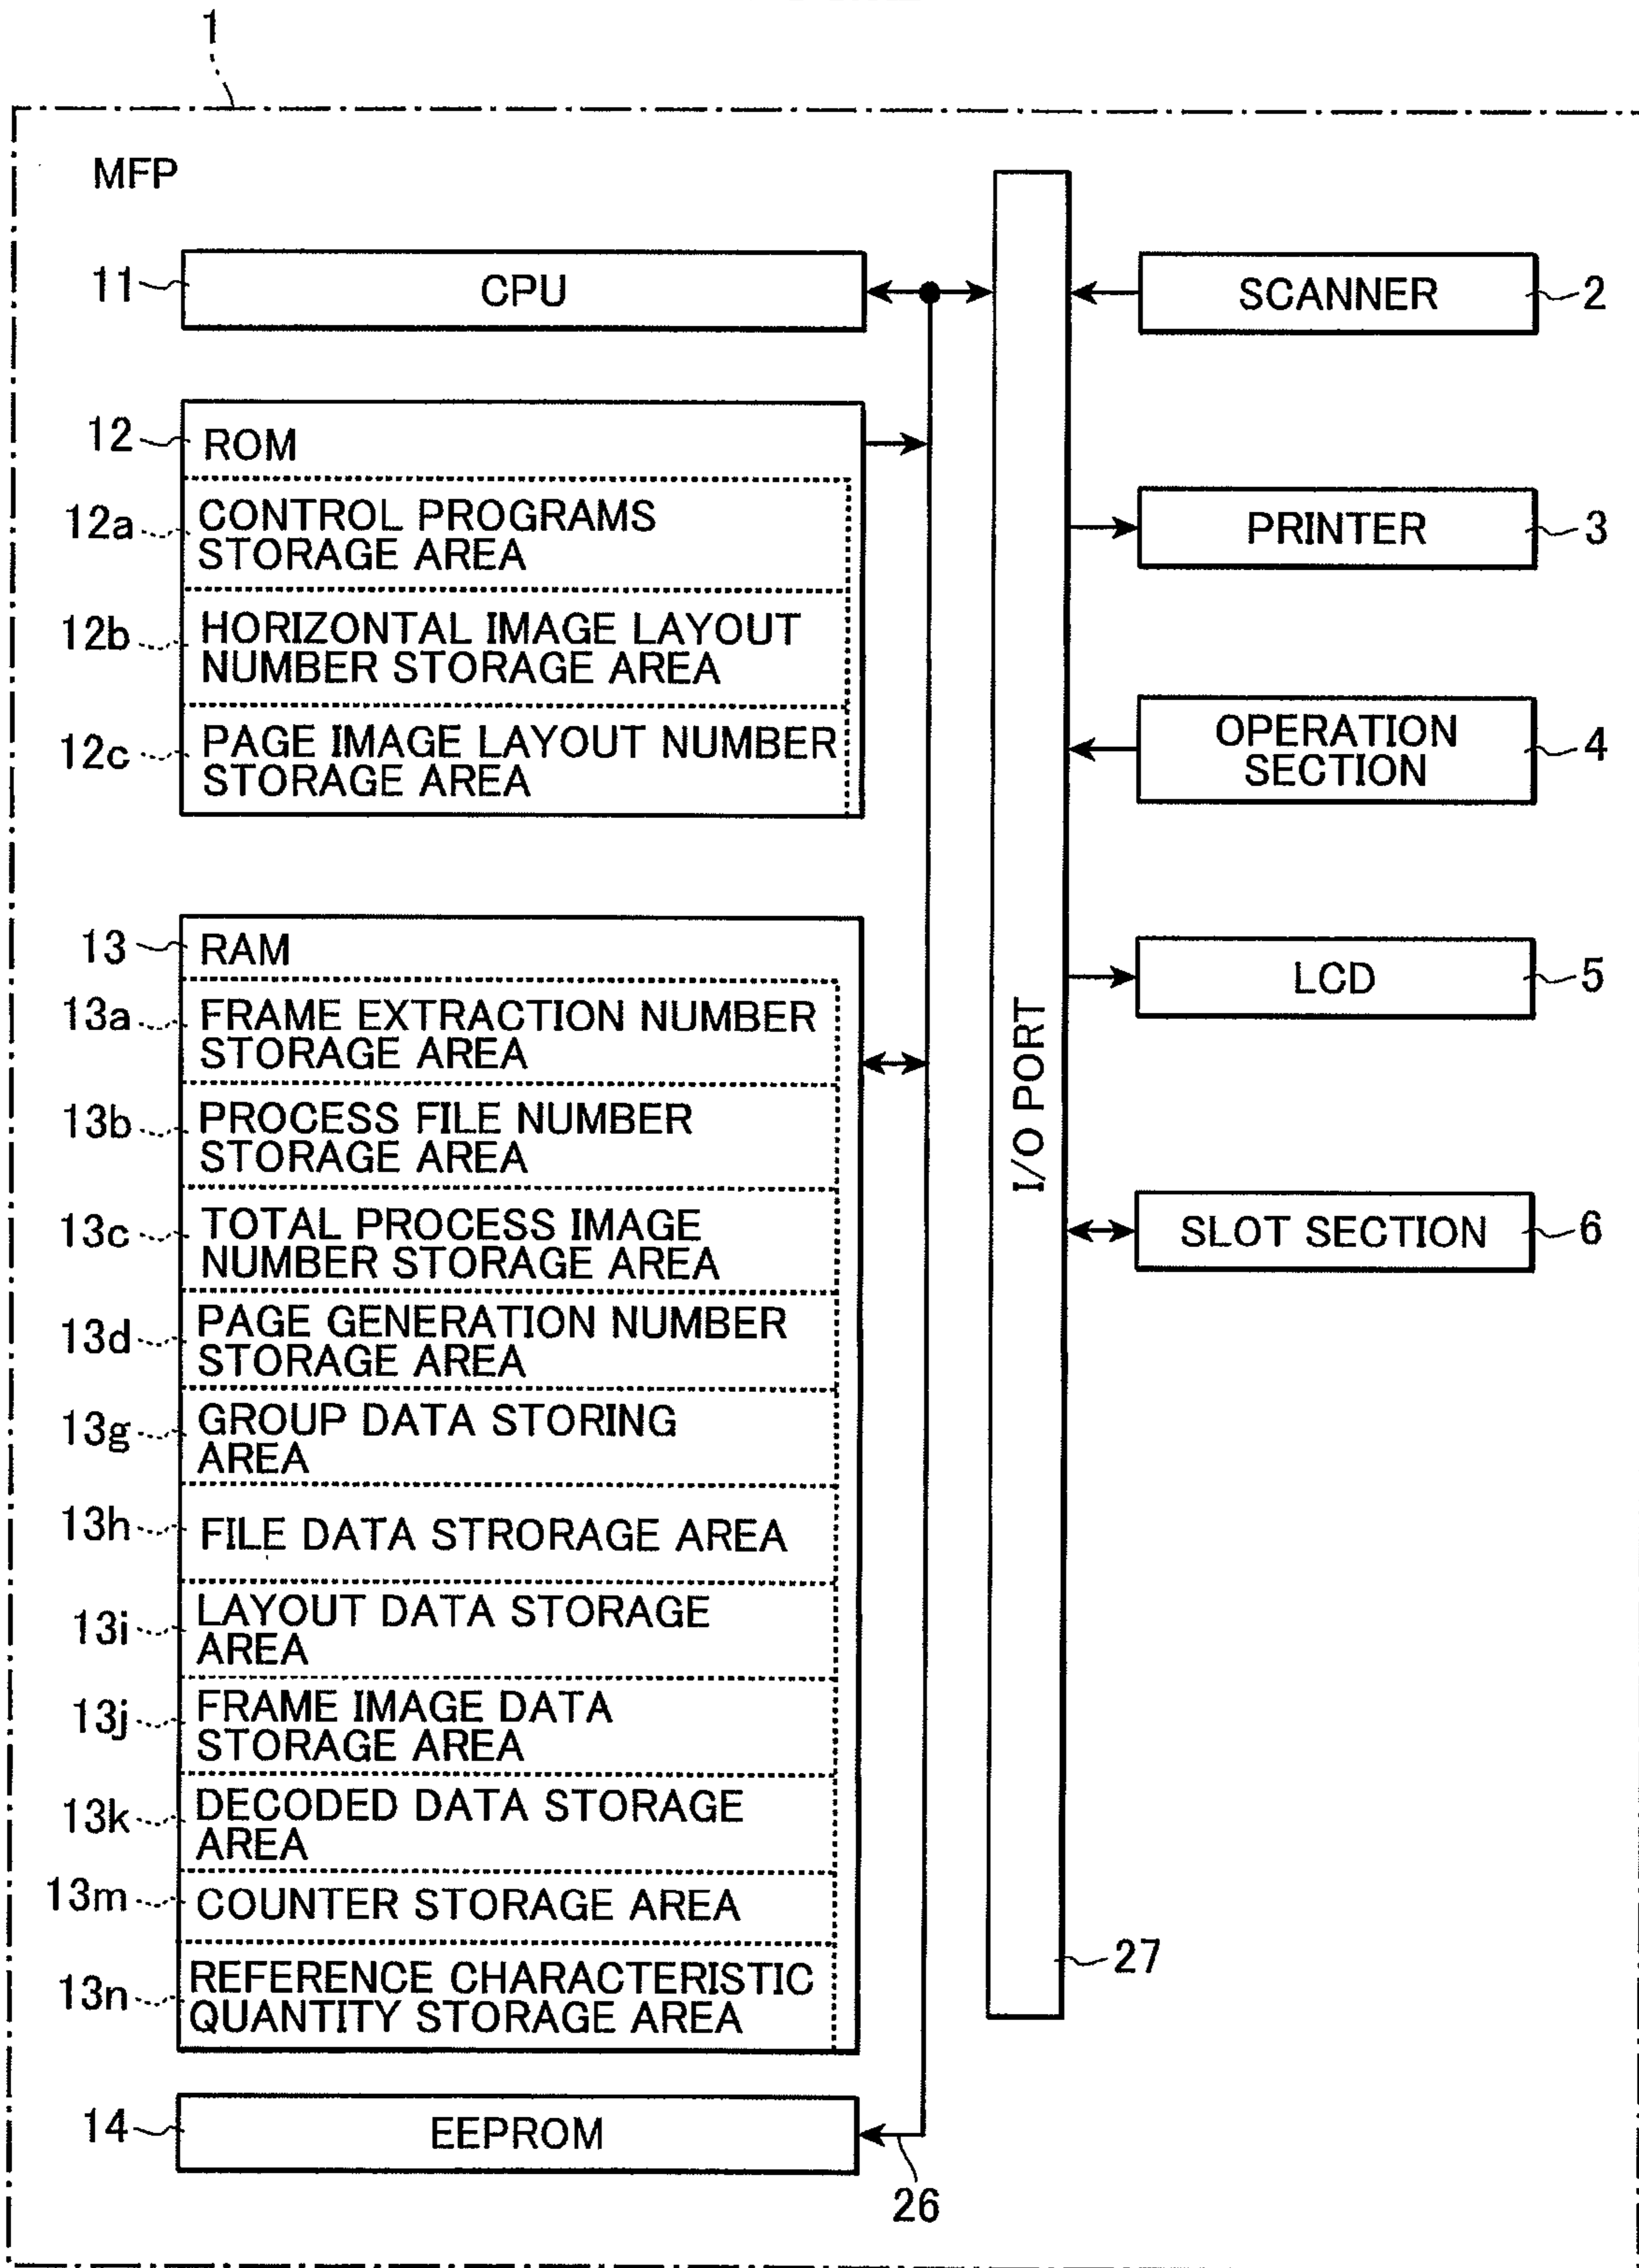 1
MFP
11
CPU
SCANNER
2
12
ROM
12a
CONTROL PROGRAMS
STORAGE AREA
PRINTER
3
12b
HORIZONTAL IMAGE LAYOUT
NUMBER STORAGE AREA
12c
PAGE IMAGE LAYOUT NUMBER
STORAGE AREA
OPERATION
SECTION
4
13
RAM
LCD
5
13a
FRAME EXTRACTION NUMBER
STORAGE AREA
I/O PORT
13b
PROCESS FILE NUMBER
STORAGE AREA
13c
TOTAL PROCESS IMAGE
NUMBER STORAGE AREA
SLOT SECTION
6
13d
PAGE GENERATION NUMBER
STORAGE AREA
13g
GROUP DATA STORING
AREA
13h
FILE DATA STRORAGE AREA
13i
LAYOUT DATA STORAGE
AREA
13j
FRAME IMAGE DATA
STORAGE AREA
13k
DECODED DATA STORAGE
AREA
13m
COUNTER STORAGE AREA
13n
REFERENCE CHARACTERISTIC
QUANTITY STORAGE AREA
27
14
EEPROM
26